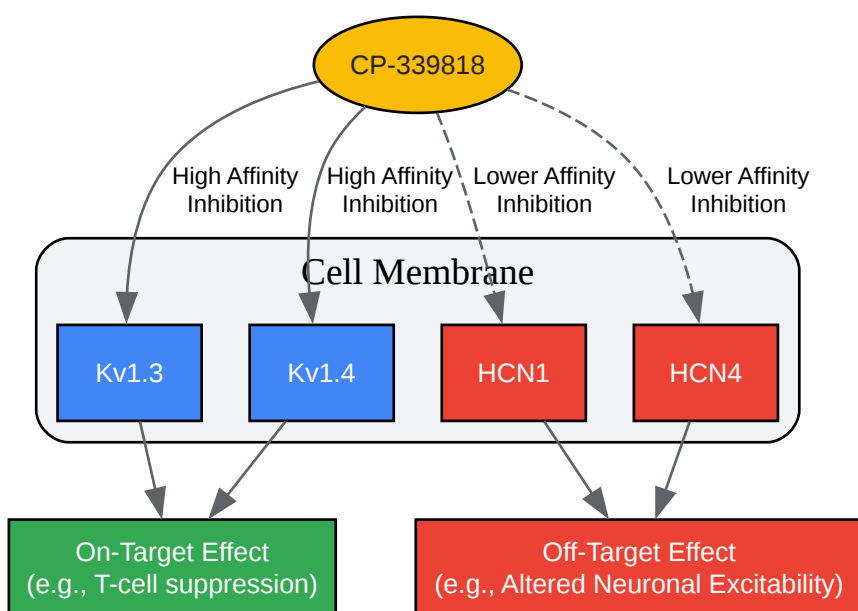 CP-339818
High Affinity
Inhibition
High Affinity
Inhibition
Lower Affinity
Inhibition
Lower Affinity
Inhibition
Cell Membrane
Kv1.3
Kv1.4
HCN1
HCN4
On-Target Effect
(e.g., T-cell suppression)
Off-Target Effect
(e.g., Altered Neuronal Excitability)